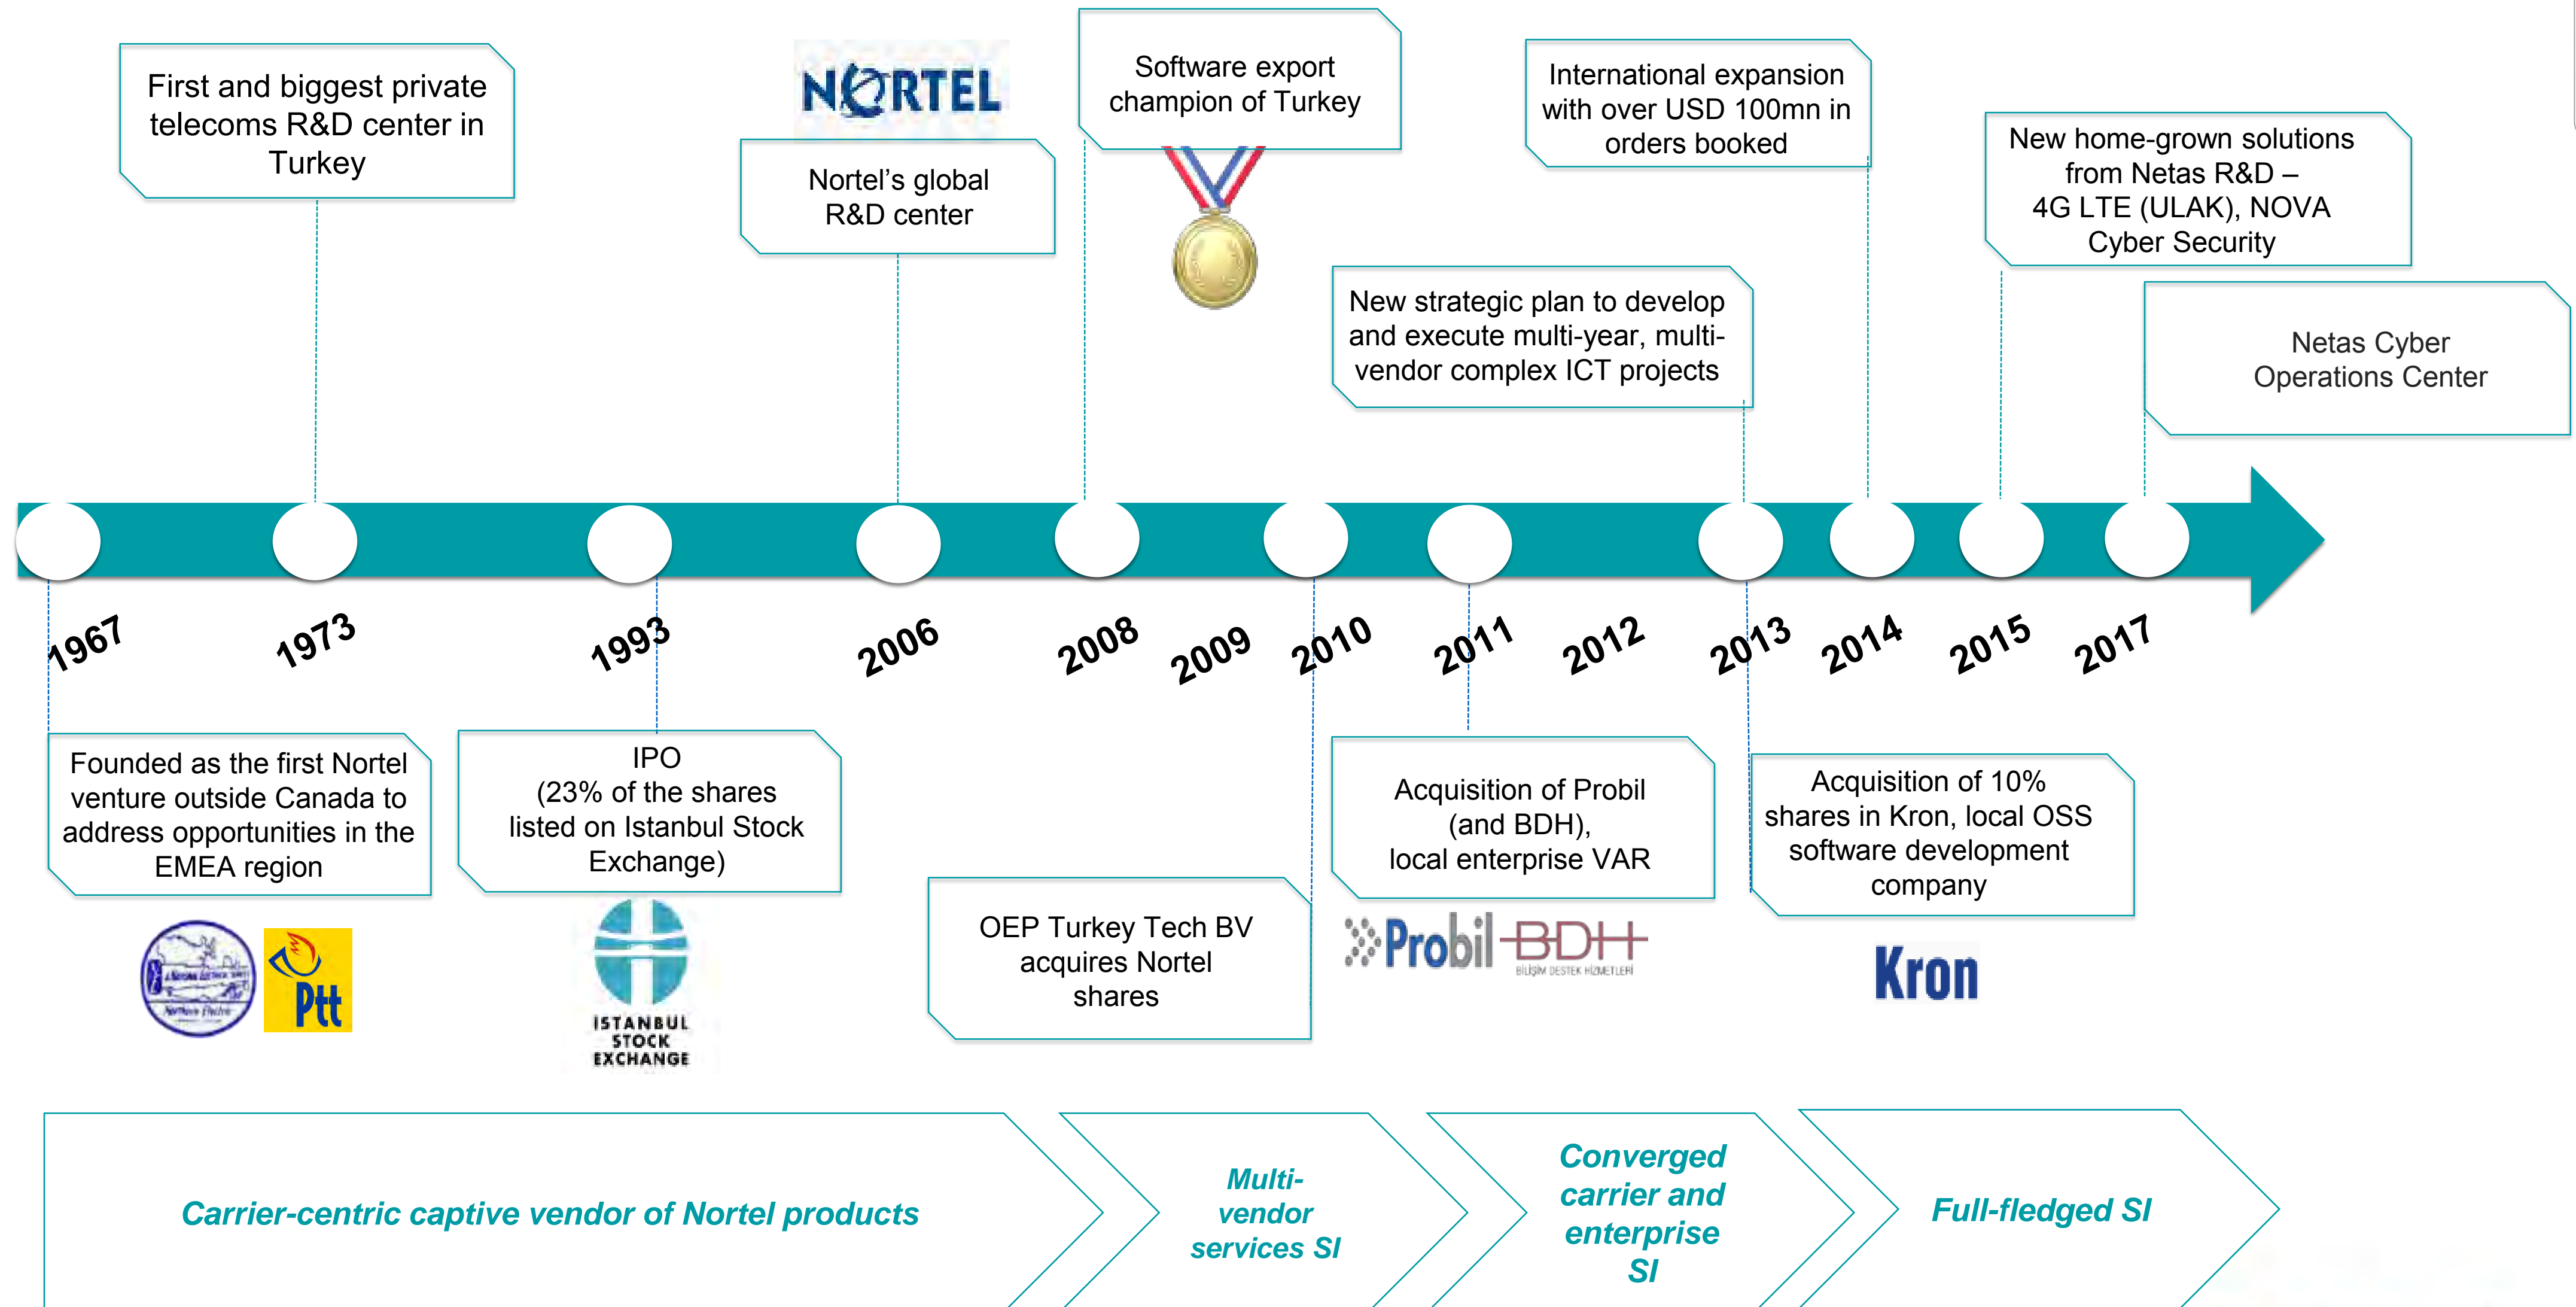 First and biggest private
telecoms R&D center in
Turkey
NORTEL
Nortel's global
R&D center
Software export
champion of Turkey
International expansion
with over USD 100mn in
orders booked
New strategic plan to develop
and execute multi-year, multi-
vendor complex ICT projects
New home-grown solutions
from Netas R&D –
4G LTE (ULAK), NOVA
Cyber Security
Netas Cyber
Operations Center
1967
1973
1993
2006
2008
2009
2010
2011
2012
2013
2014
2015
2017
Founded as the first Nortel
venture outside Canada to
address opportunities in the
EMEA region
Northern Electric
Ptt
IPO
(23% of the shares
listed on Istanbul Stock
Exchange)
ISTANBUL
STOCK
EXCHANGE
OEP Turkey Tech BV
acquires Nortel
shares
Acquisition of Probil
(and BDH),
local enterprise VAR
Probil
BDH
BİLİŞİM DESTEK HİZMETLERİ
Acquisition of 10%
shares in Kron, local OSS
software development
company
Kron
Carrier-centric captive vendor of Nortel products
Multi-
vendor
services SI
Converged
carrier and
enterprise
SI
Full-fledged SI